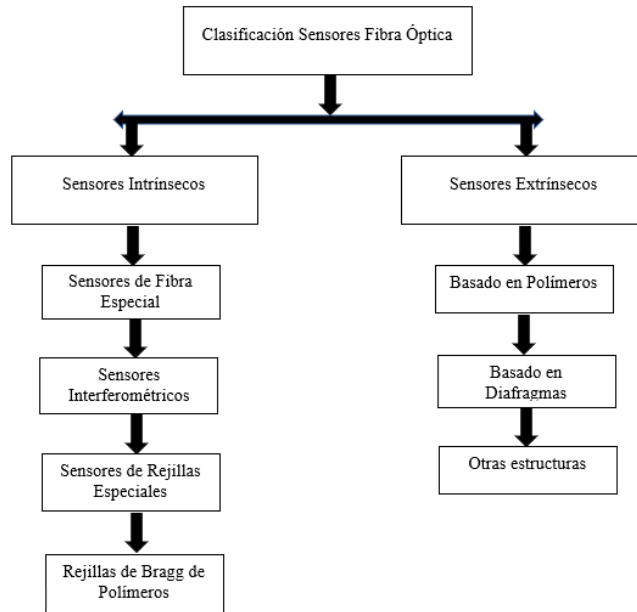 Clasificación Sensores Fibra Óptica
Sensores Intrínsecos
Sensores Extrínsecos
Sensores de Fibra
Especial
Basado en Polímeros
Sensores
Interferométricos
Basado en
Diafragmas
Sensores de Rejillas
Especiales
Otras estructuras
Rejillas de Bragg de
Polímeros